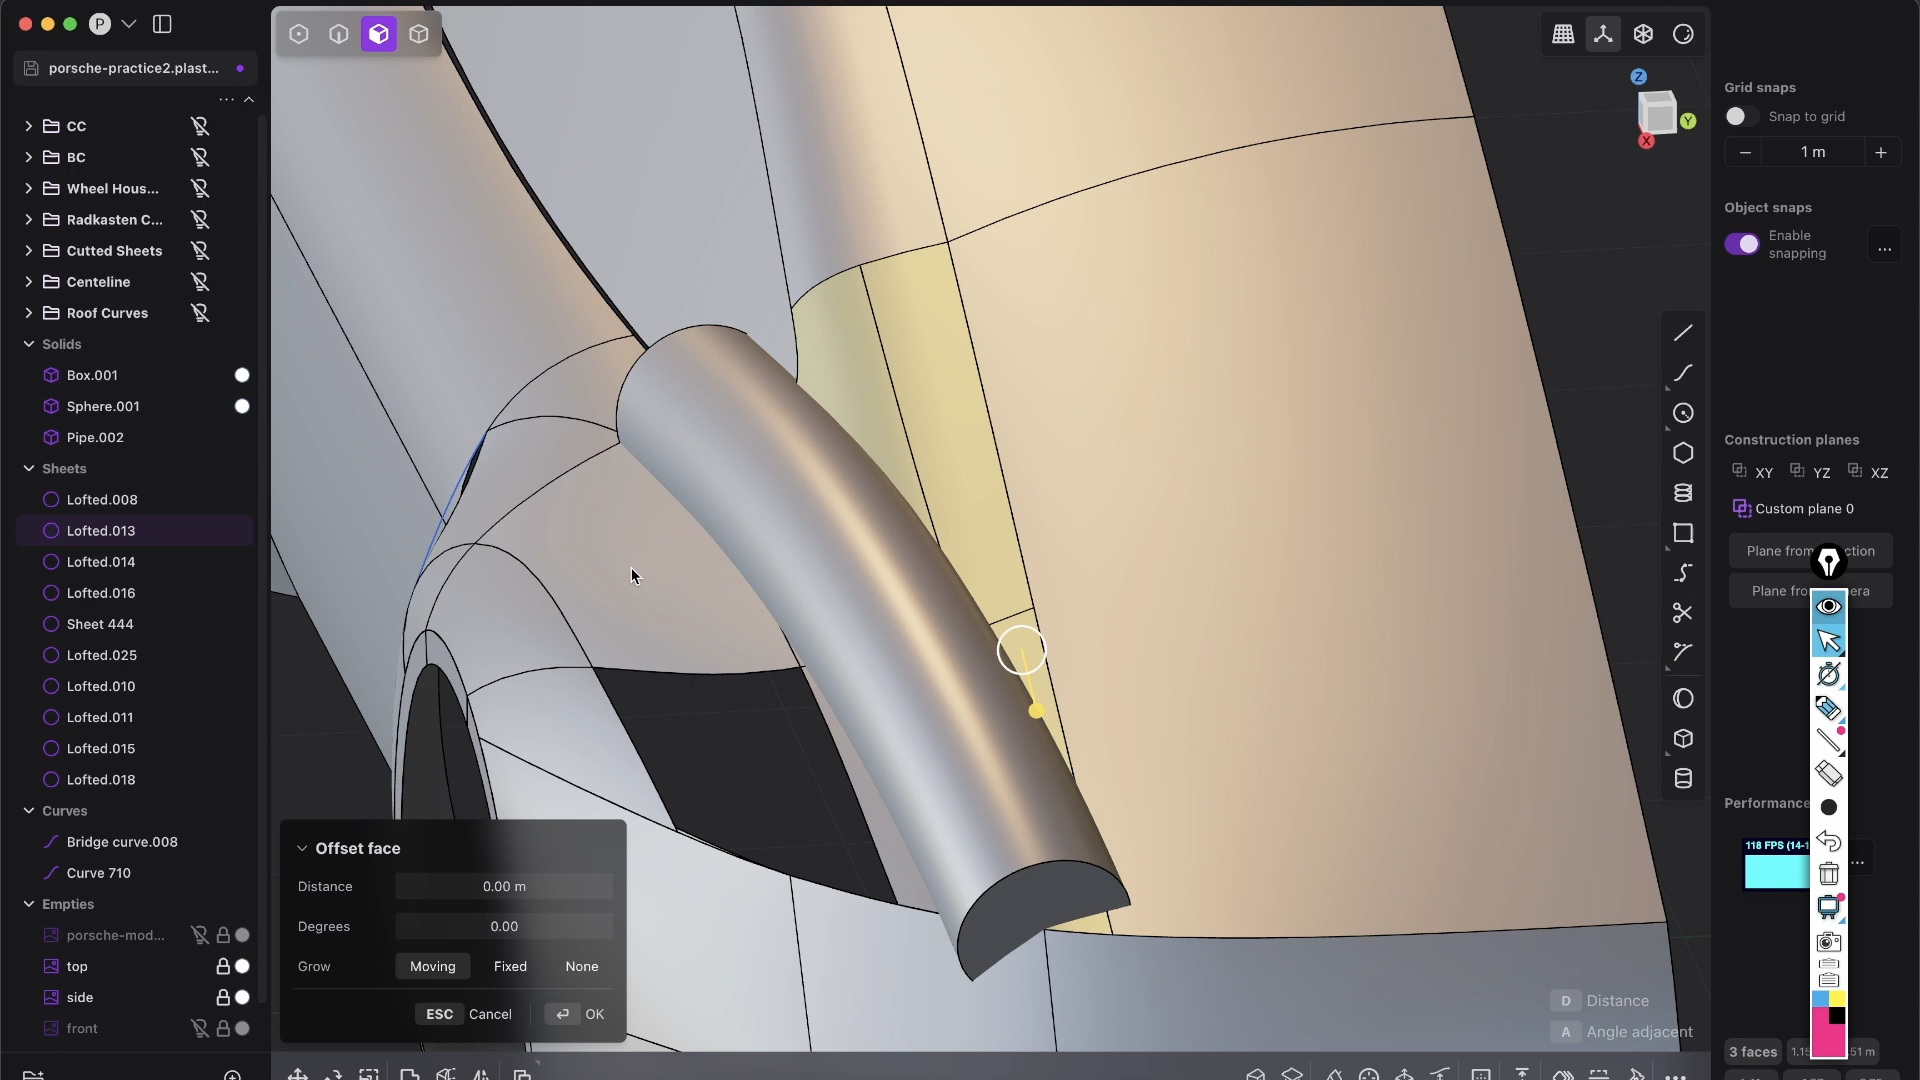 P
porsche-practice2.plast...
CC
BC
Wheel Hous...
Radkasten C...
Cutted Sheets
Centeline
Roof Curves
Solids
Box.001
Sphere.001
Pipe.002
Sheets
Lofted.008
Lofted.013
Lofted.014
Lofted.016
Sheet 444
Lofted.025
Lofted.010
Lofted.011
Lofted.015
Lofted.018
Curves
Bridge curve.008
Curve 710
Empties
porsche-mod...
top
side
front
Offset face
Distance 0.00 m
Degrees 0.00
Grow Moving Fixed None
ESC Cancel OK
Z
Y
X
D Distance
A Angle adjacent
Grid snaps
Snap to grid
1 m
Object snaps
Enable
snapping
Construction planes
XY YZ XZ
Custom plane 0
Plane from
Performance
118 FPS (14-1
3 faces